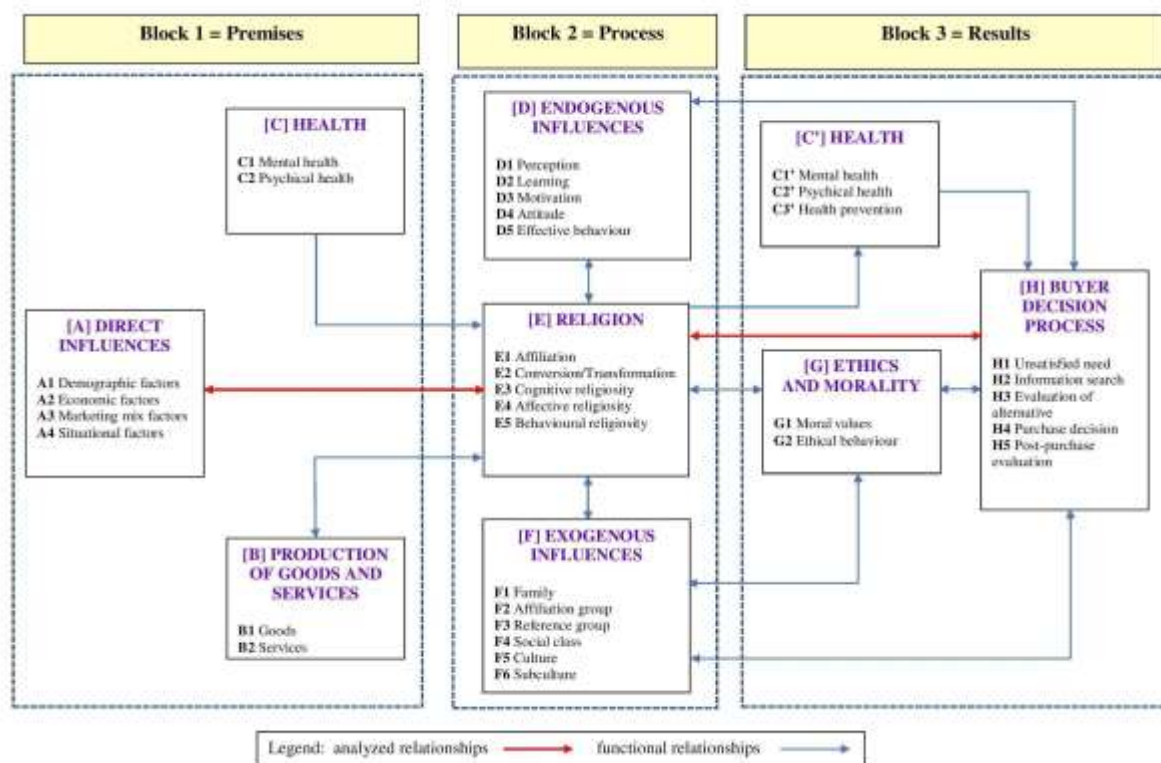 Block 1 = Premises
Block 2 = Process
Block 3 = Results
[C] HEALTH
C1 Mental health
C2 Psychical health
[A] DIRECT
INFLUENCES
A1 Demographic factors
A2 Economic factors
A3 Marketing mix factors
A4 Situational factors
[B] PRODUCTION
OF GOODS AND
SERVICES
B1 Goods
B2 Services
[D] ENDOGENOUS
INFLUENCES
D1 Perception
D2 Learning
D3 Motivation
D4 Attitude
D5 Effective behaviour
[E] RELIGION
E1 Affiliation
E2 Conversion/Transformation
E3 Cognitive religiosity
E4 Affective religiosity
E5 Behavioural religiosity
[F] EXOGENOUS
INFLUENCES
F1 Family
F2 Affiliation group
F3 Reference group
F4 Social class
F5 Culture
F6 Subculture
[C'] HEALTH
C1' Mental health
C2' Psychical health
C3' Health prevention
[G] ETHICS
AND MORALITY
G1 Moral values
G2 Ethical behaviour
[H] BUYER
DECISION
PROCESS
H1 Unsatisfied need
H2 Information search
H3 Evaluation of
alternative
H4 Purchase decision
H5 Post-purchase
evaluation
Legend: analyzed relationships functional relationships